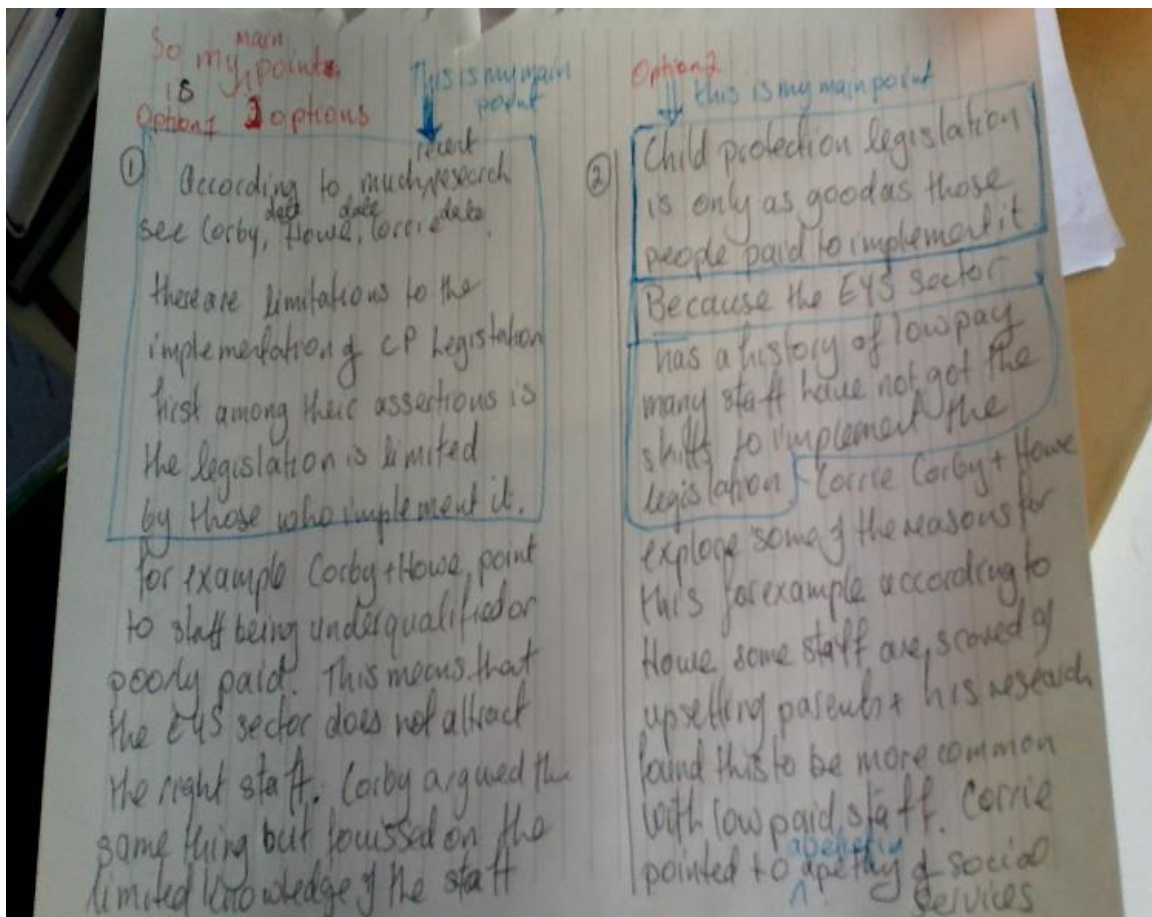 So my main points.
is
Option 1 2 options
This is my main
point
① According to much recent research
see Corby, date Howe, date Corrie date.
there are limitations to the
implementation of CP Legislation
first among their assertions is
the legislation is limited
by those who implement it.
for example Corby + Howe point
to staff being underqualified or
poorly paid. This means that
the EYS sector does not attract
the right staff. Corby argued the
same thing but focussed on the
limited knowledge of the staff
Option 2
this is my main point
② Child protection legislation
is only as good as those
people paid to implement it
Because the EYS Sector
has a history of low pay
many staff have not got the
skills to implement the
legislation Corrie Corby + Howe
explore some of the reasons for
this for example according to
Howe some staff are scared of
upsetting parents + his research
found this to be more common
with low paid staff. Corrie
pointed to apethy of social
services